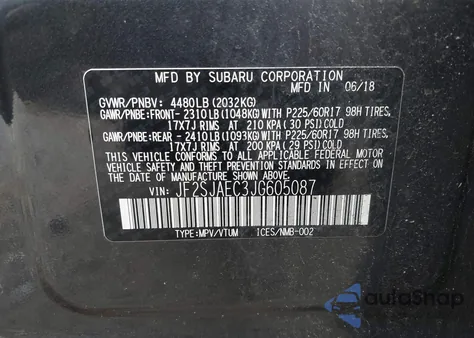 MFD BY SUBARU CORPORATION
MFD IN 06/18
GVWR/PNBV: 4480LB(2032KG)
GAWR/PNBE:FRONT-2310LB(1048KG)WITH P225/60R17 98H TIRES,
17X7J RIMS AT 210 KPA (30 PSI)COLD
GAWR/PNBE:REAR - 2410LB(1093KG)WITH P225/60R17 98H TIRES,
17X7J RIMS AT 200 KPA (29 PSI)COLD
THIS VEHICLE CONFORMS TO ALL APPLICABLE FEDERAL MOTOR
VEHICLE SAFETY, BUMPER, AND THEFT PREVENTION STANDARDS
IN EFFECT ON THE DATE OF MANUFACTURE SHOWN ABOVE.
VIN: JF2SJAEC3JG605087
TYPE:MPV/VTUM ICES/NMB-002
autoSnap